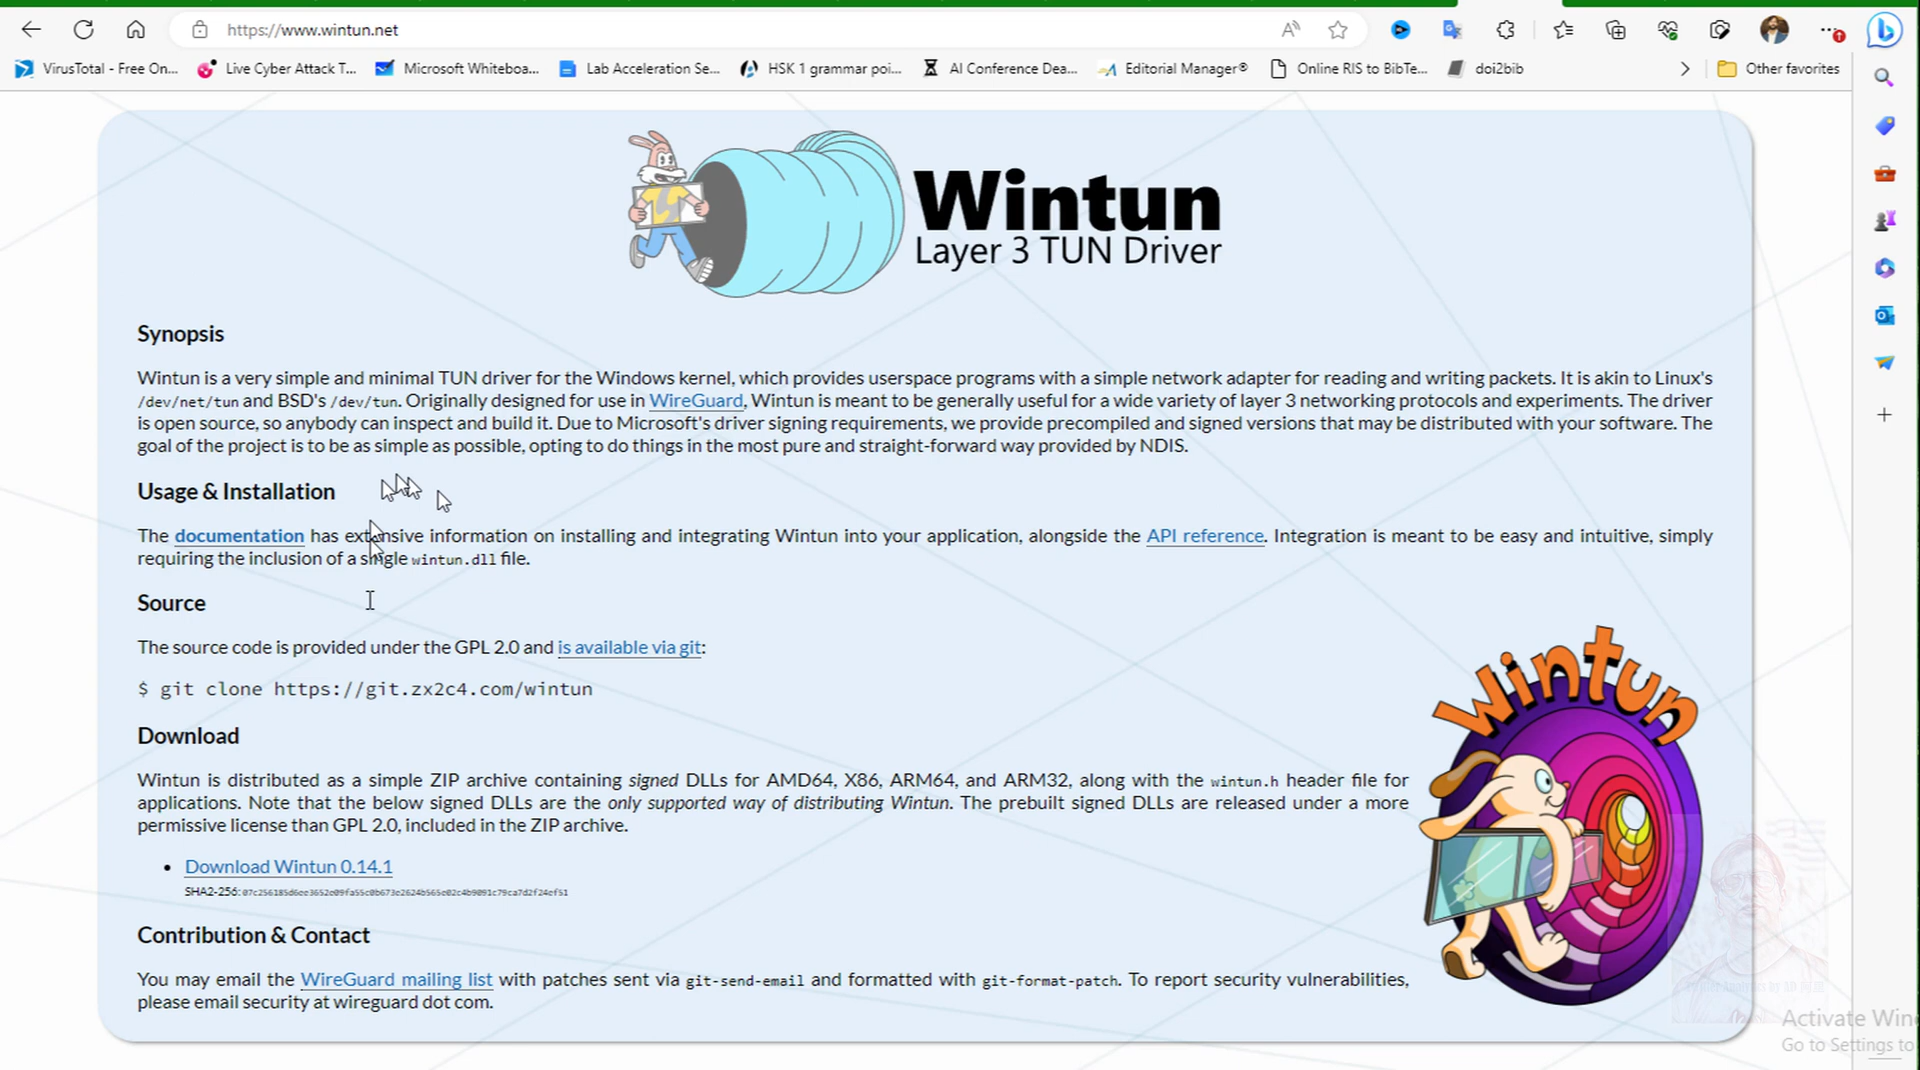 https://www.wintun.net
VirusTotal - Free On...
Live Cyber Attack T...
Microsoft Whiteboa...
Lab Acceleration Se...
HSK 1 grammar poi...
AI Conference Dea...
Editorial Manager®
Online RIS to BibTe...
doi2bib
Other favorites
Wintun
Layer 3 TUN Driver
Synopsis
Wintun is a very simple and minimal TUN driver for the Windows kernel, which provides userspace programs with a simple network adapter for reading and writing packets. It is akin to Linux's
/dev/net/tun and BSD's /dev/tun. Originally designed for use in WireGuard, Wintun is meant to be generally useful for a wide variety of layer 3 networking protocols and experiments. The driver
is open source, so anybody can inspect and build it. Due to Microsoft's driver signing requirements, we provide precompiled and signed versions that may be distributed with your software. The
goal of the project is to be as simple as possible, opting to do things in the most pure and straight-forward way provided by NDIS.
Usage & Installation
The documentation has extensive information on installing and integrating Wintun into your application, alongside the API reference. Integration is meant to be easy and intuitive, simply
requiring the inclusion of a single wintun.dll file.
Source
The source code is provided under the GPL 2.0 and is available via git:
$ git clone https://git.zx2c4.com/wintun
Download
Wintun is distributed as a simple ZIP archive containing signed DLLs for AMD64, X86, ARM64, and ARM32, along with the wintun.h header file for
applications. Note that the below signed DLLs are the only supported way of distributing Wintun. The prebuilt signed DLLs are released under a more
permissive license than GPL 2.0, included in the ZIP archive.
• Download Wintun 0.14.1
SHA2-256: 07c256185d6ee3652e09fa55c0b673e2624b565e02c4b9091c79ca7d2f24ef51
Wintun
Contribution & Contact
You may email the WireGuard mailing list with patches sent via git-send-email and formatted with git-format-patch. To report security vulnerabilities,
please email security at wireguard dot com.
Activate Win
Go to Settings to